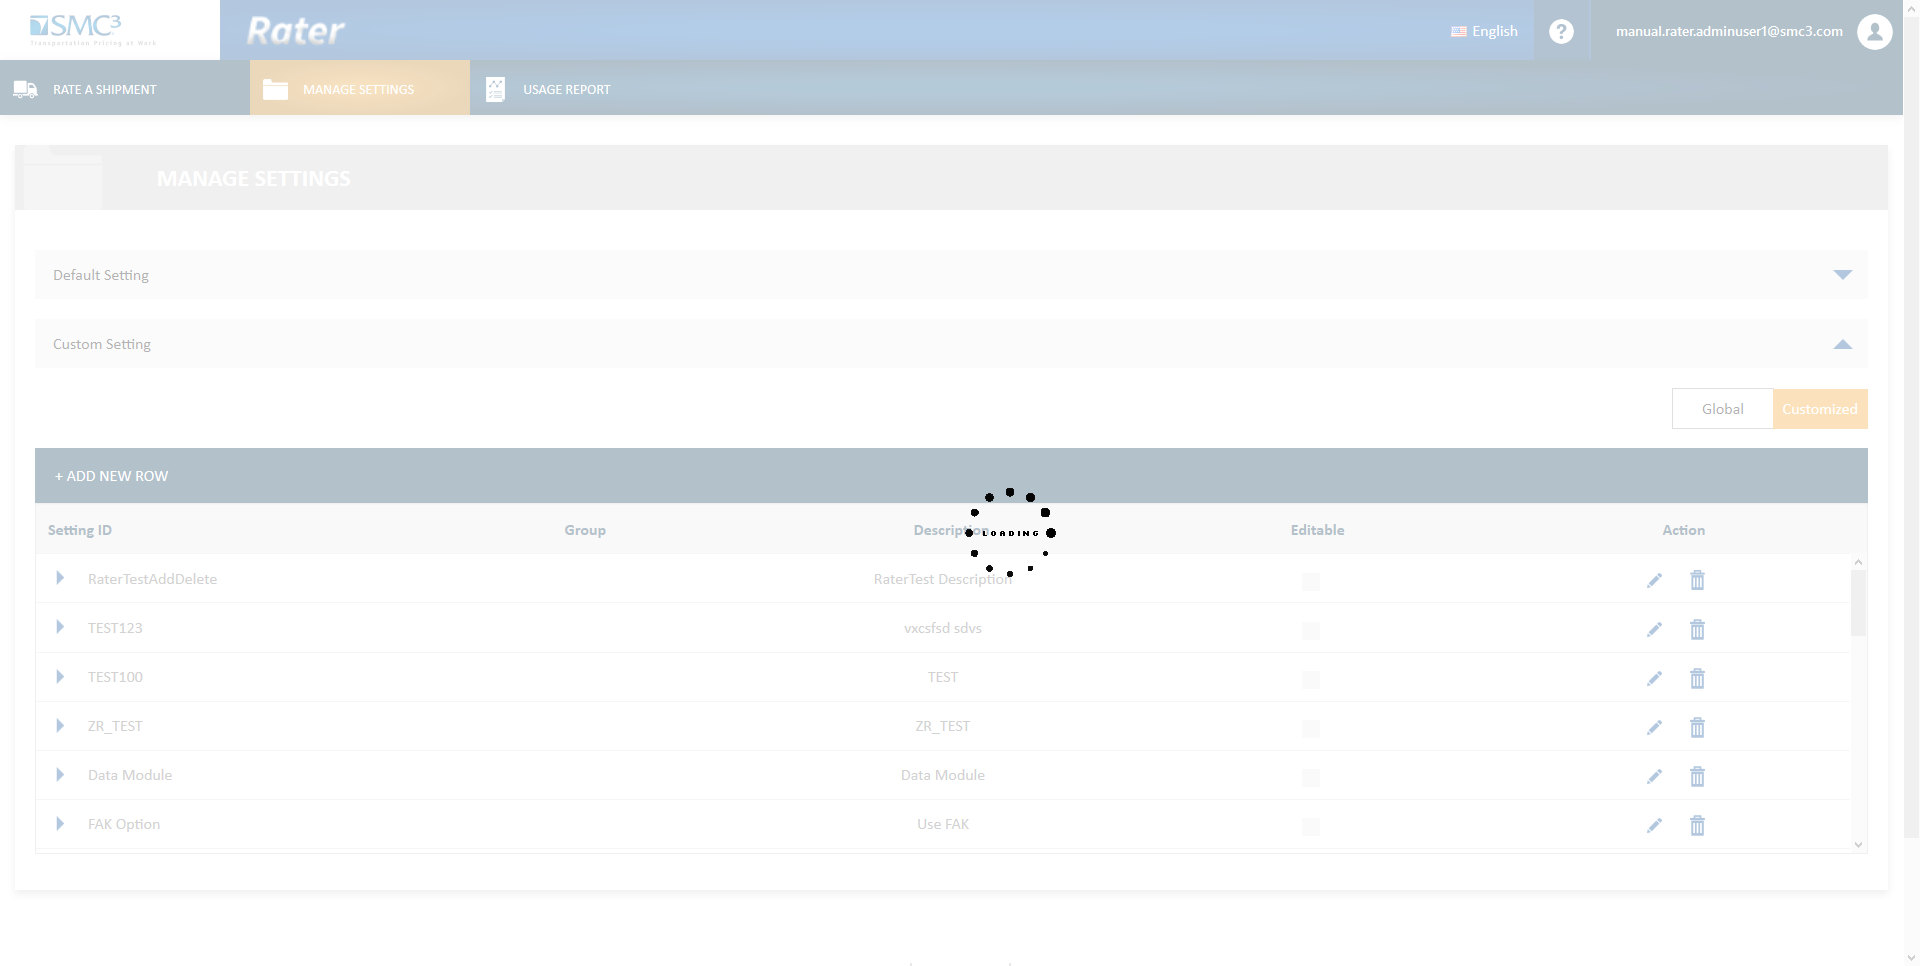 SMC³
Transportation Pricing at Work
Rater
English
?
manual.rater.adminuser1@smc3.com
RATE A SHIPMENT
MANAGE SETTINGS
USAGE REPORT
MANAGE SETTINGS
Default Setting
Custom Setting
Global
Customized
+ ADD NEW ROW
Setting ID
Group
Description
Editable
Action
LOADING
RaterTestAddDelete
RaterTest Description
TEST123
vxcsfsd sdvs
TEST100
TEST
ZR_TEST
ZR_TEST
Data Module
Data Module
FAK Option
Use FAK